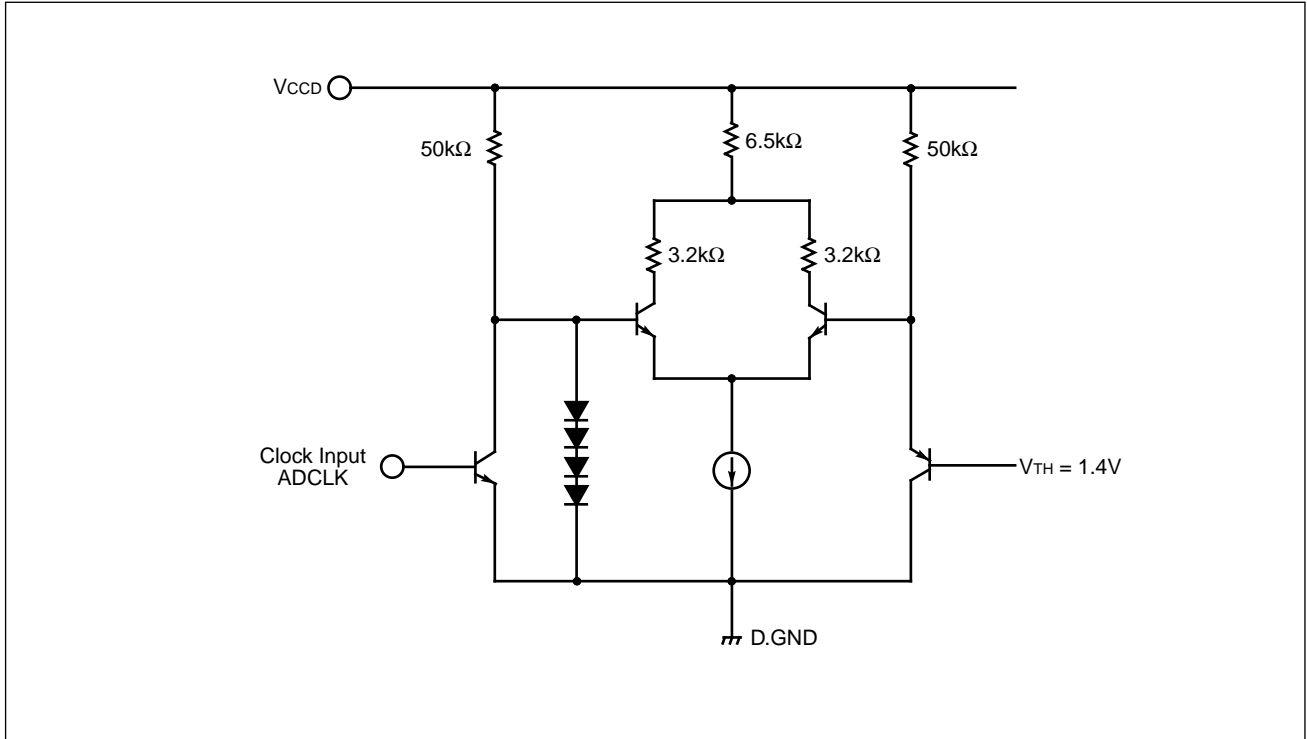 VCCD
50kΩ
6.5kΩ
50kΩ
3.2kΩ
3.2kΩ
Clock Input
ADCLK
VTH = 1.4V
D.GND